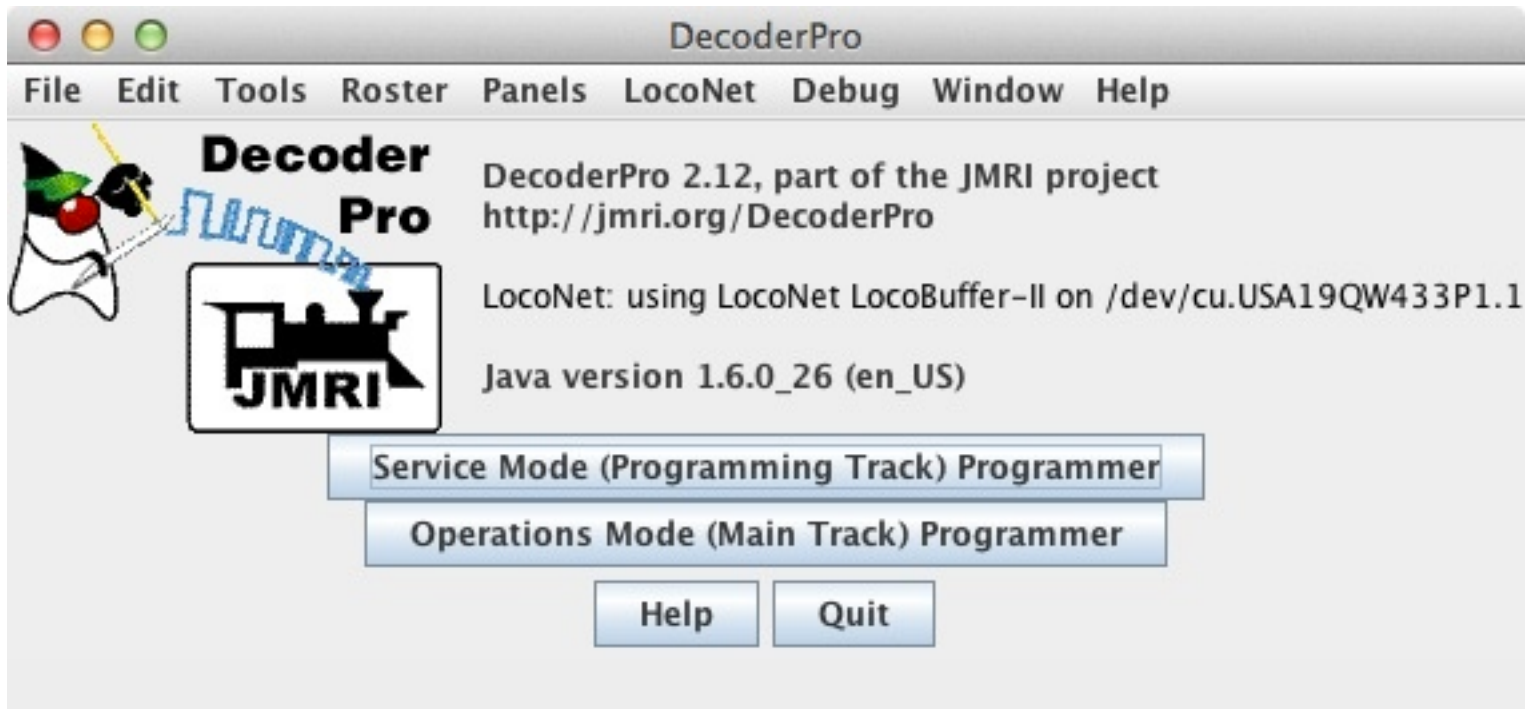 DecoderPro
File Edit Tools Roster Panels LocoNet Debug Window Help
Decoder
Pro
JMRI
DecoderPro 2.12, part of the JMRI project
http://jmri.org/DecoderPro
LocoNet: using LocoNet LocoBuffer-II on /dev/cu.USA19QW433P1.1
Java version 1.6.0_26 (en_US)
Service Mode (Programming Track) Programmer
Operations Mode (Main Track) Programmer
Help Quit